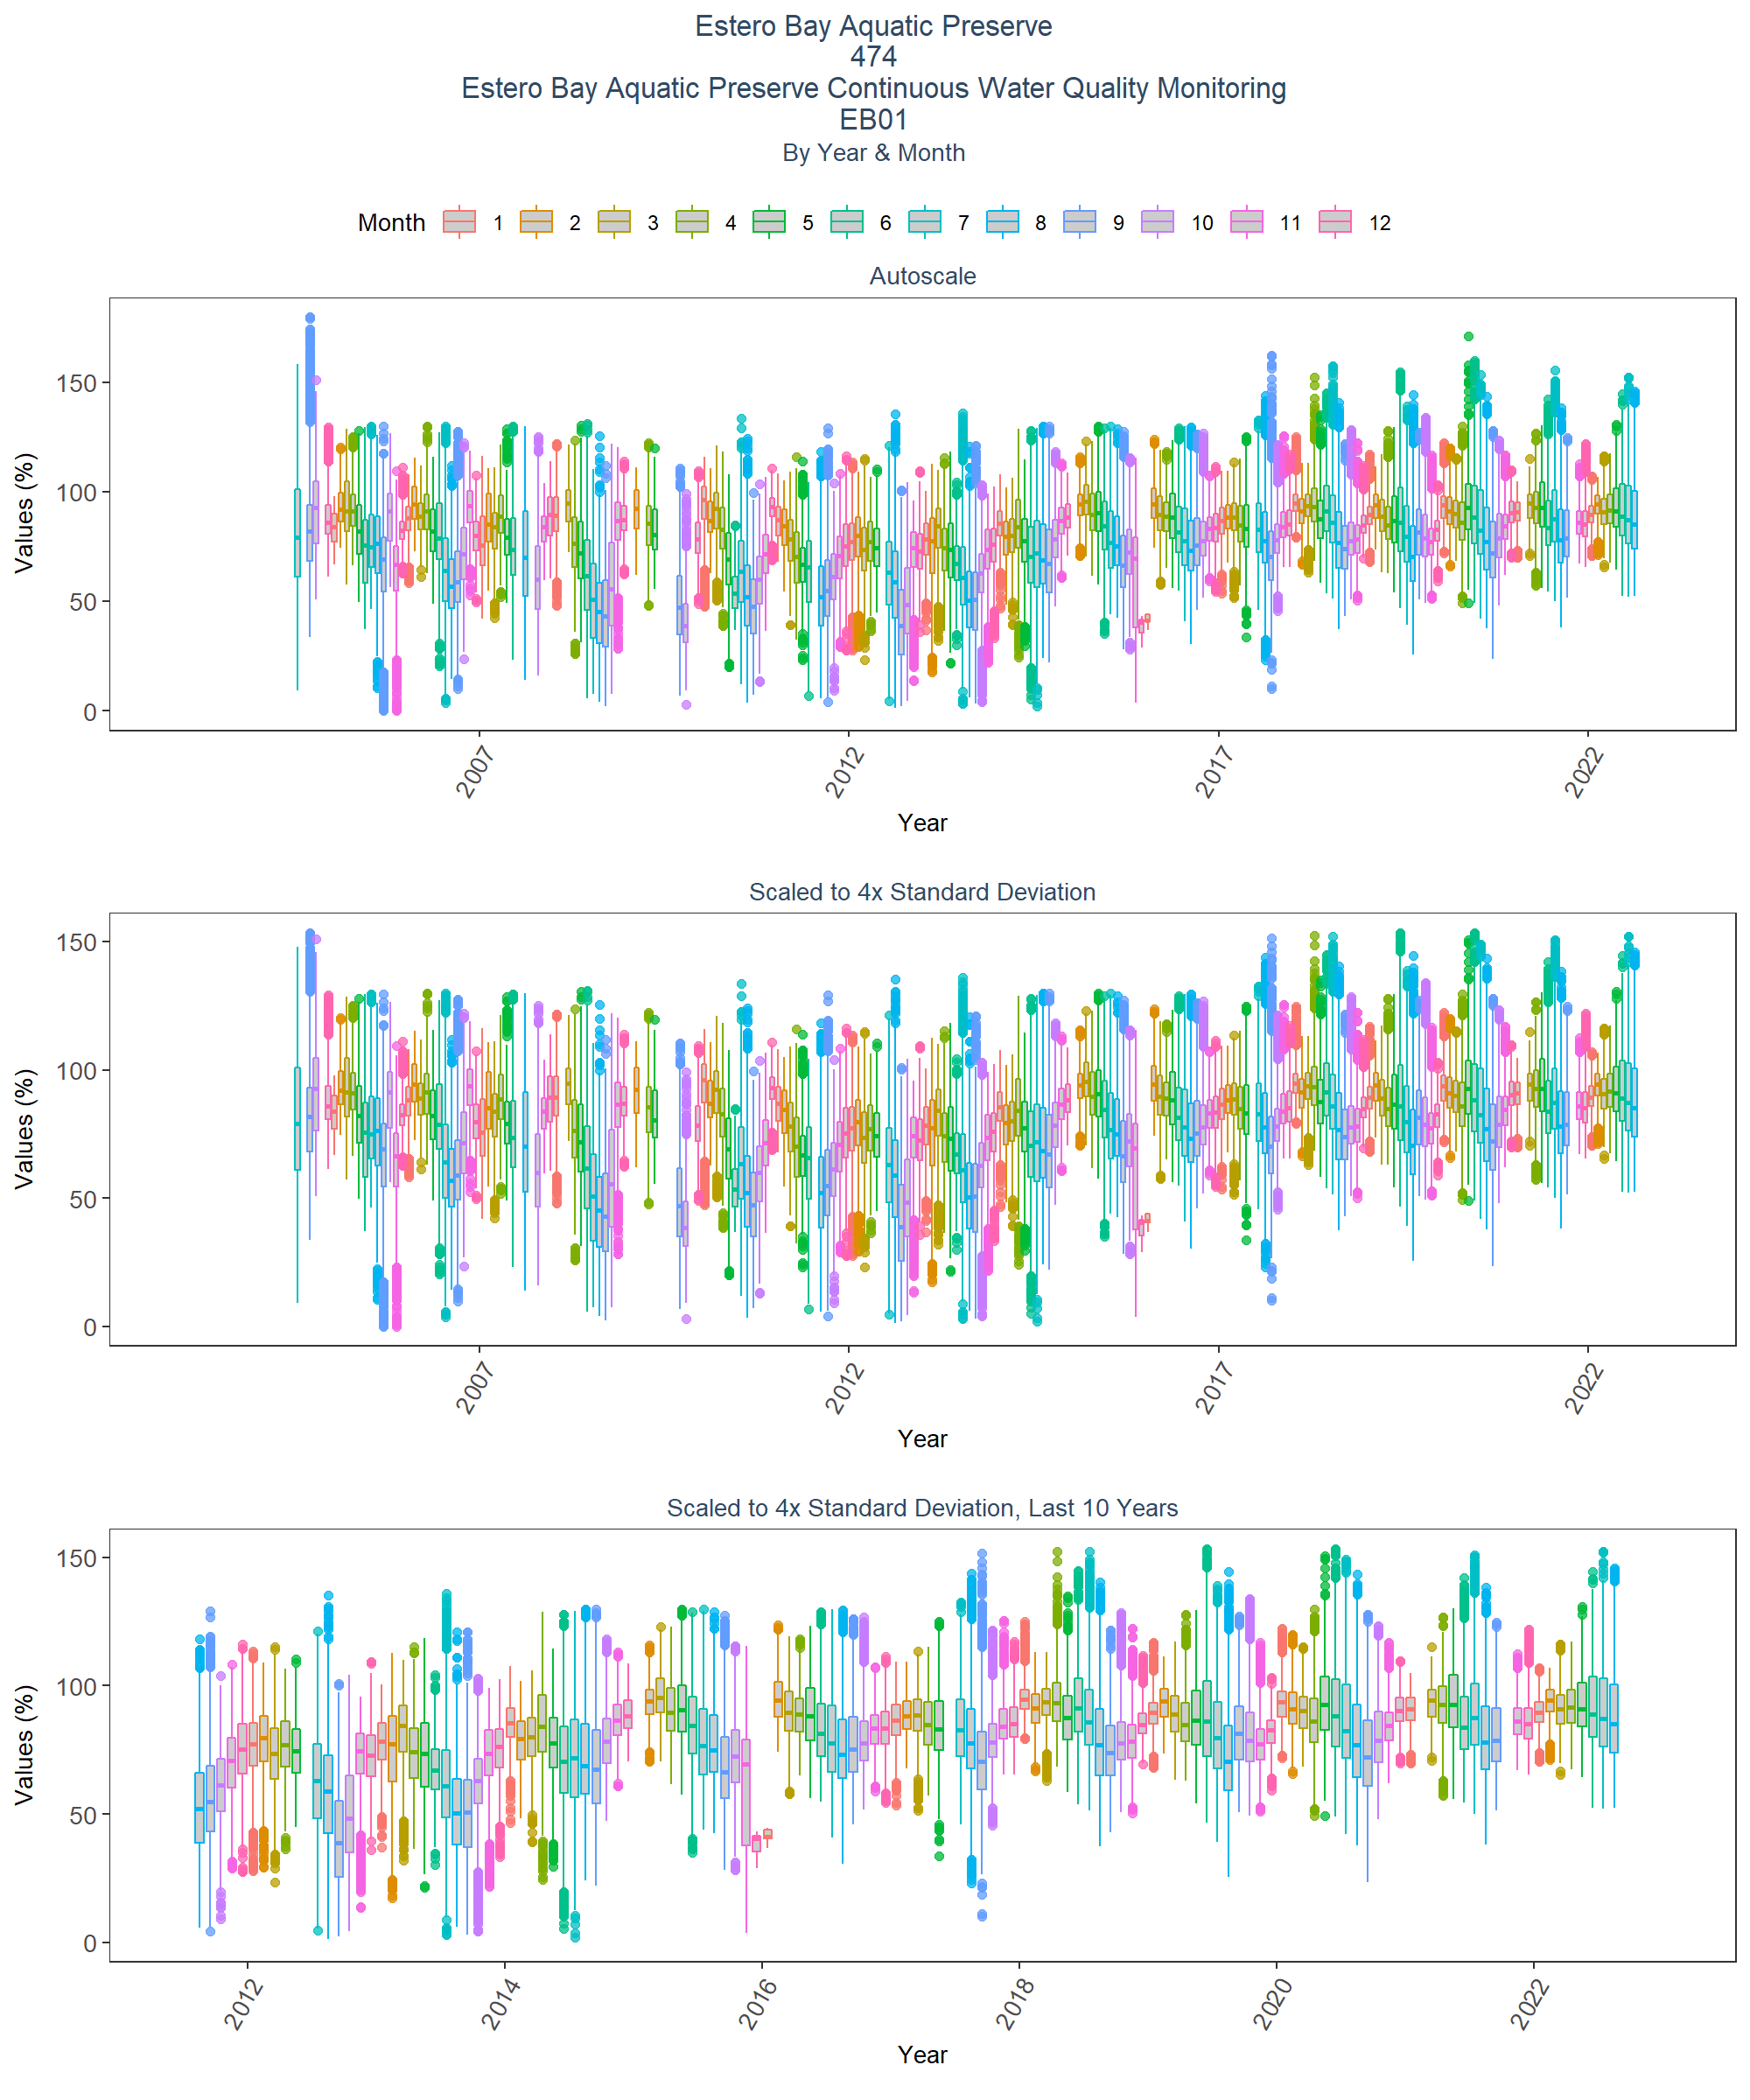 Estero Bay Aquatic Preserve
474
Estero Bay Aquatic Preserve Continuous Water Quality Monitoring
EB01
By Year & Month
Month 1 2 3 4 5 6 7 8 9 10 11 12
Autoscale
Values (%)
150
100
50
0
2007 2012 2017 2022
Year
Scaled to 4x Standard Deviation
Values (%)
150
100
50
0
2007 2012 2017 2022
Year
Scaled to 4x Standard Deviation, Last 10 Years
Values (%)
150
100
50
0
2012 2014 2016 2018 2020 2022
Year